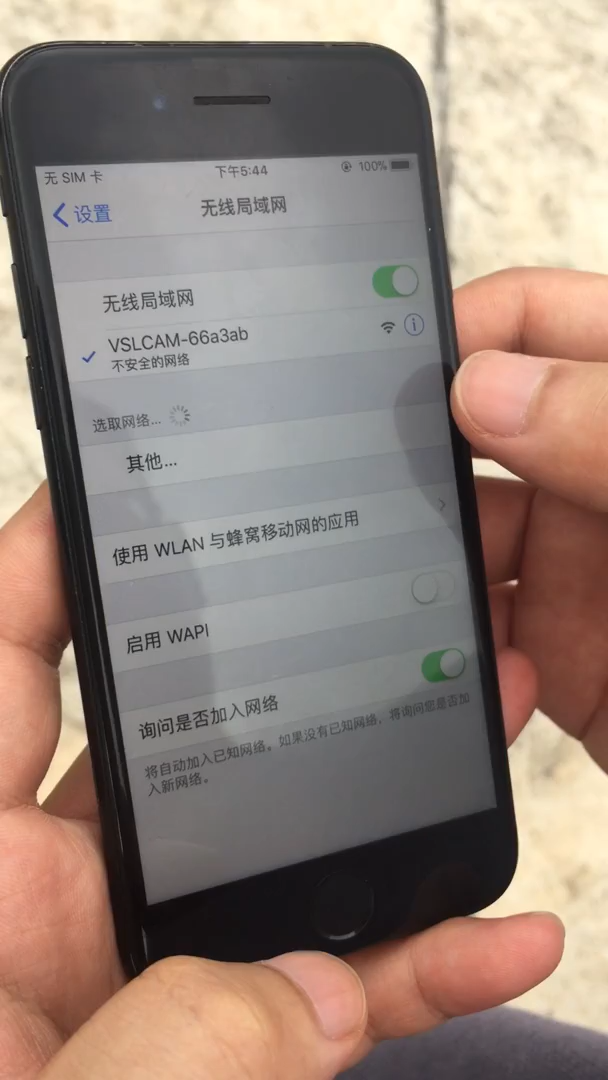 无 SIM 卡 下午5:44 100%
设置 无线局域网
无线局域网
VSLCAM-66a3ab
不安全的网络
选取网络...
其他...
使用 WLAN 与蜂窝移动网的应用
启用 WAPI
询问是否加入网络
将自动加入已知网络。如果没有已知网络，将询问您是否加
入新网络。